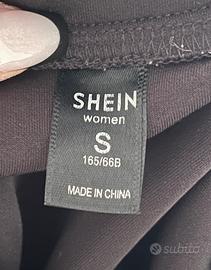 SHEIN
women
S
165/66B
MADE IN CHINA
subito